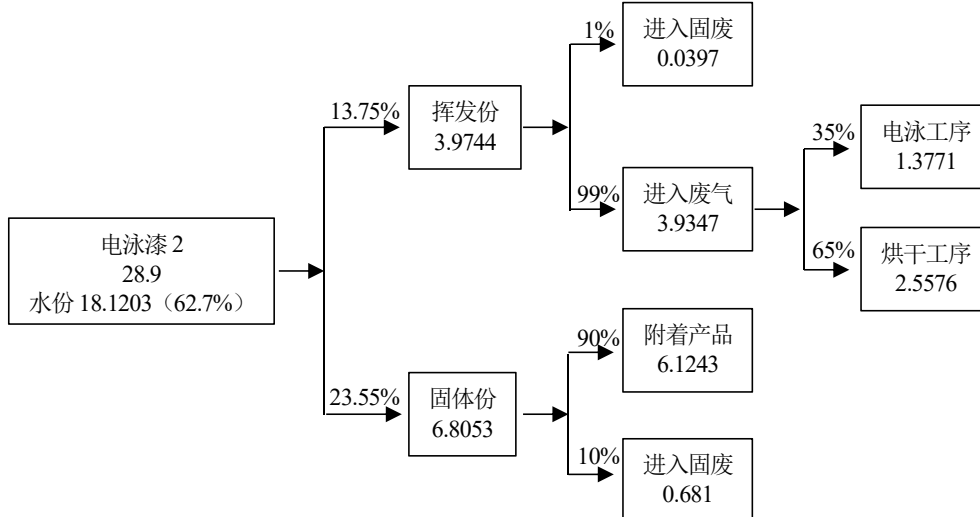 电泳漆 2
28.9
水份 18.1203（62.7%）
13.75%
挥发份
3.9744
1%
进入固废
0.0397
99%
进入废气
3.9347
35%
电泳工序
1.3771
65%
烘干工序
2.5576
23.55%
固体份
6.8053
90%
附着产品
6.1243
10%
进入固废
0.681